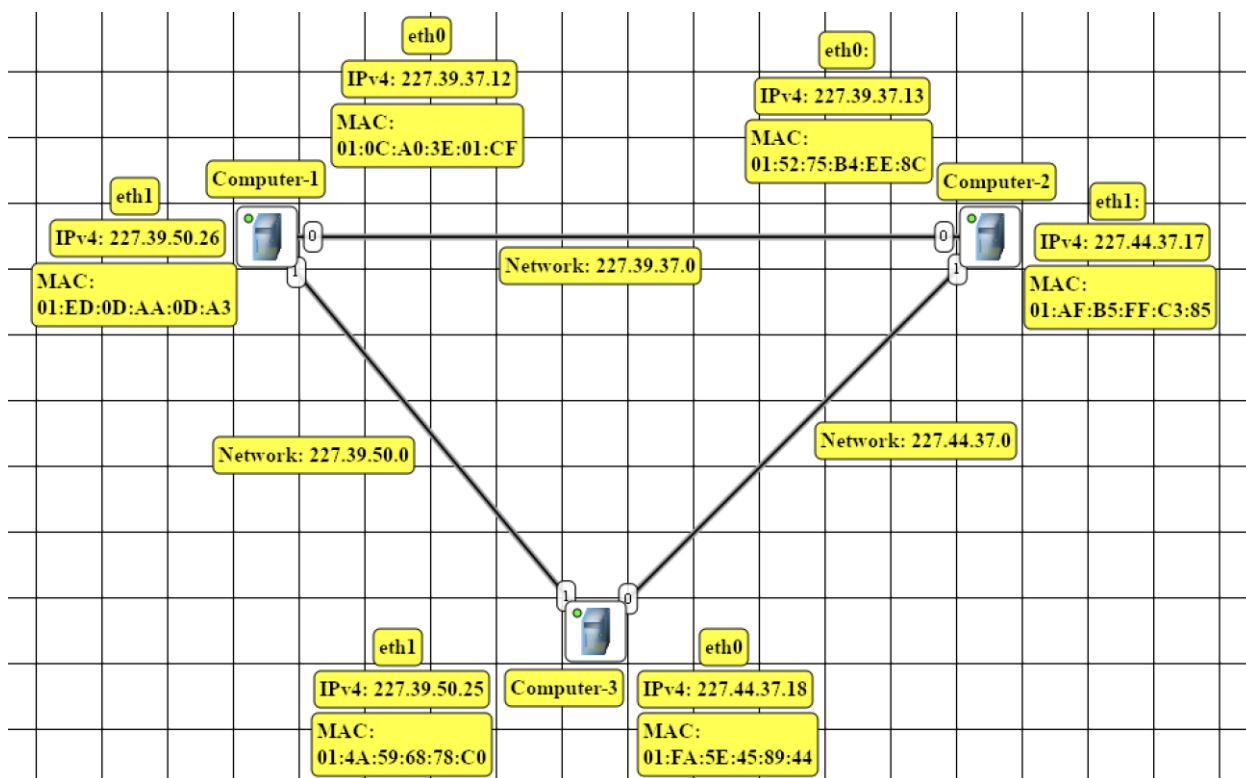 eth0
IPv4: 227.39.37.12
MAC:
01:0C:A0:3E:01:CF
eth0:
IPv4: 227.39.37.13
MAC:
01:52:75:B4:EE:8C
Computer-1
eth1
IPv4: 227.39.50.26
MAC:
01:ED:0D:AA:0D:A3
Computer-2
eth1:
IPv4: 227.44.37.17
MAC:
01:AF:B5:FF:C3:85
0
0
Network: 227.39.37.0
1
1
Network: 227.39.50.0
Network: 227.44.37.0
1
0
eth1
IPv4: 227.39.50.25
MAC:
01:4A:59:68:78:C0
Computer-3
eth0
IPv4: 227.44.37.18
MAC:
01:FA:5E:45:89:44